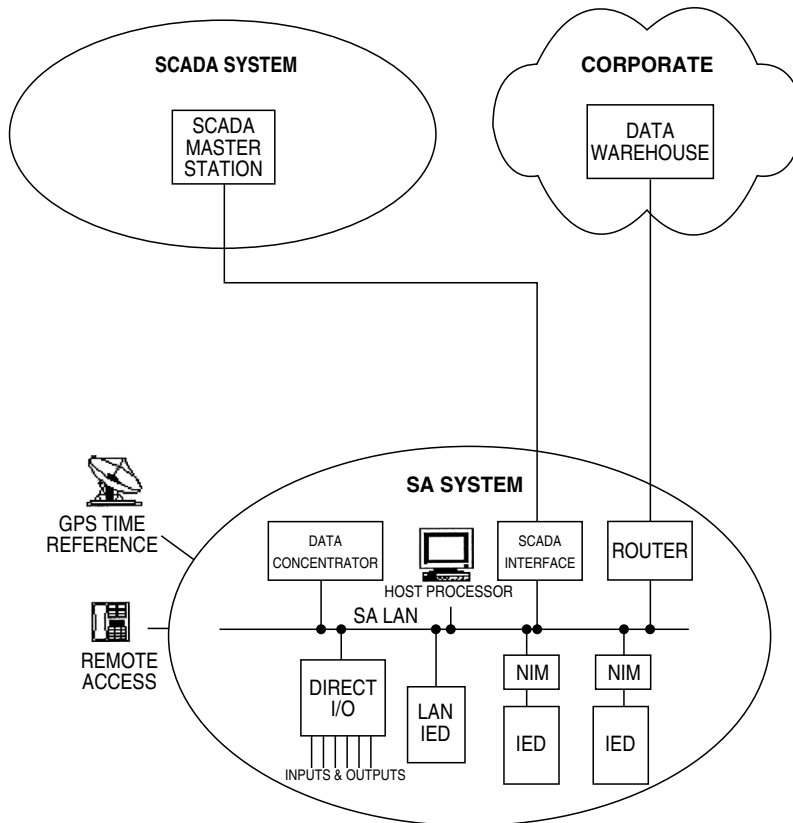 SCADA SYSTEM
CORPORATE
SCADA
MASTER
STATION
DATA
WAREHOUSE
SA SYSTEM
GPS TIME
REFERENCE
DATA
CONCENTRATOR
HOST PROCESSOR
SCADA
INTERFACE
ROUTER
SA LAN
REMOTE
ACCESS
DIRECT
I/O
INPUTS & OUTPUTS
LAN
IED
NIM
IED
NIM
IED